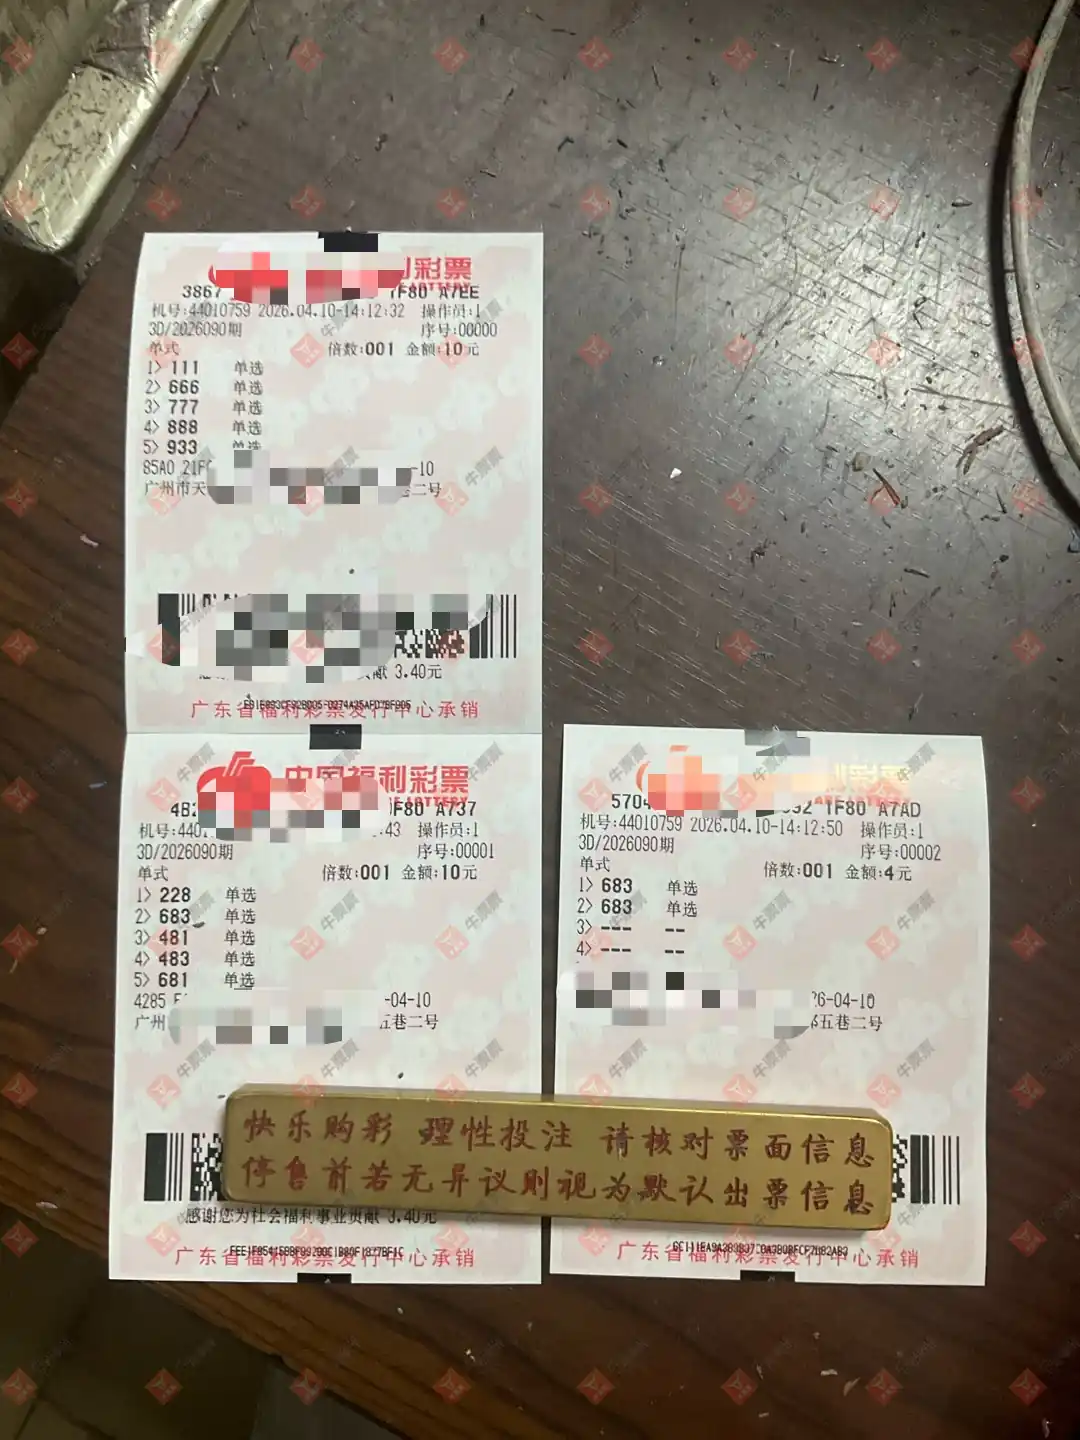 彩票
3867
1F80 A7EE
机号:44010759 2026.04.10-14:12:32 操作员:1
3D/2026090期 序号:00000
单式 倍数:001 金额:10元
1> 111 单选
2> 666 单选
3> 777 单选
4> 888 单选
5> 933 单选
85A0 21F -10
广州市天 巷二号
献 3.40元
广东省福利彩票发行中心承销
中国福利彩票
F80 A737
机号:440 :43 操作员:1
3D/2026090期 序号:00001
单式 倍数:001 金额:10元
1> 228 单选
2> 683 单选
3> 481 单选
4> 483 单选
5> 681 单选
4285 -04-10
广州 五巷二号
感谢您为社会福利事业贡献 3.40元
广东省福利彩票发行中心承销
利彩票
570 1F80 A7AD
机号:44010759 2026.04.10-14:12:50 操作员:1
3D/2026090期 序号:00002
单式 倍数:001 金额:4元
1> 683 单选
2> 683 单选
3> --- --
4> --- --
26-04-10
五巷二号
广东省福利彩票发行中心承销
快乐购彩 理性投注 请核对票面信息
停售前若无异议则视为默认出票信息
牛票票